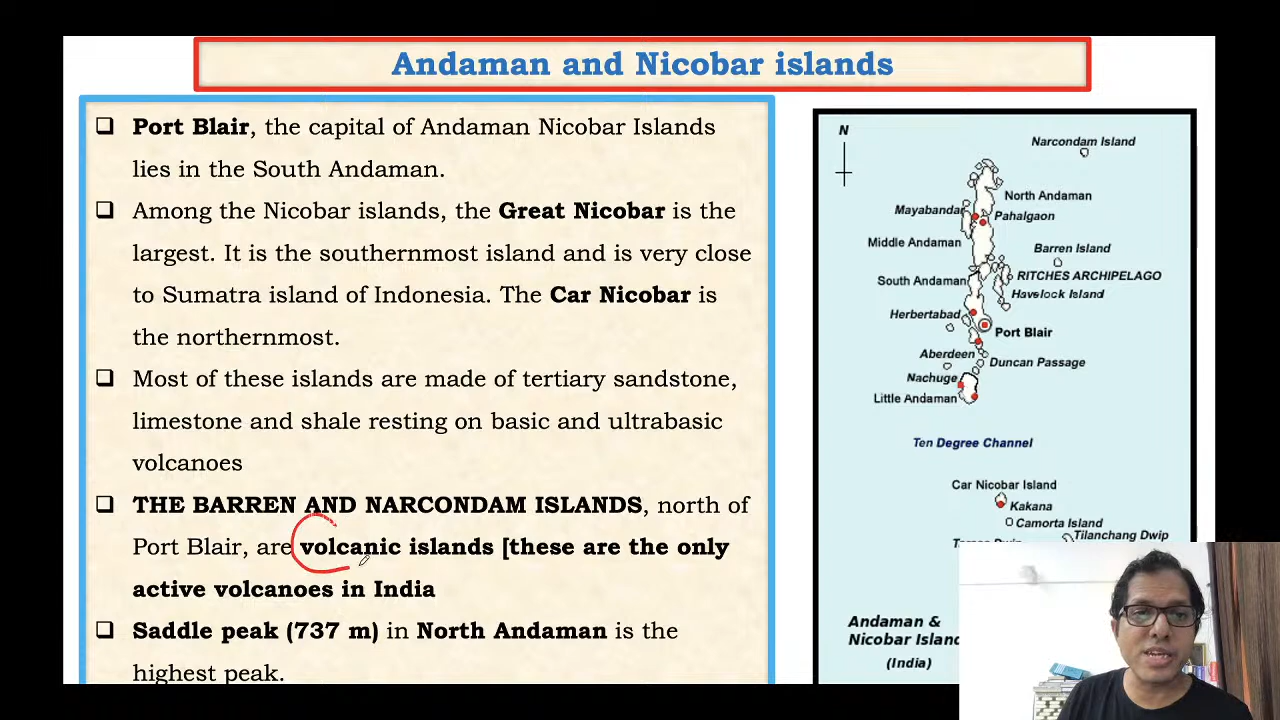 Andaman and Nicobar islands
❑ Port Blair, the capital of Andaman Nicobar Islands
lies in the South Andaman.
❑ Among the Nicobar islands, the Great Nicobar is the
largest. It is the southernmost island and is very close
to Sumatra island of Indonesia. The Car Nicobar is
the northernmost.
❑ Most of these islands are made of tertiary sandstone,
limestone and shale resting on basic and ultrabasic
volcanoes
❑ THE BARREN AND NARCONDAM ISLANDS, north of
Port Blair, are volcanic islands [these are the only
active volcanoes in India
❑ Saddle peak (737 m) in North Andaman is the
highest peak.
N
Narcondam Island
North Andaman
Mayabandar
Pahalgaon
Middle Andaman
Barren Island
RITCHES ARCHIPELAGO
South Andaman
Havelock Island
Herbertabad
Port Blair
Aberdeen
Duncan Passage
Nachuge
Little Andaman
Ten Degree Channel
Car Nicobar Island
Kakana
Camorta Island
Tilanchang Dwip
Andaman &
Nicobar Island
(India)